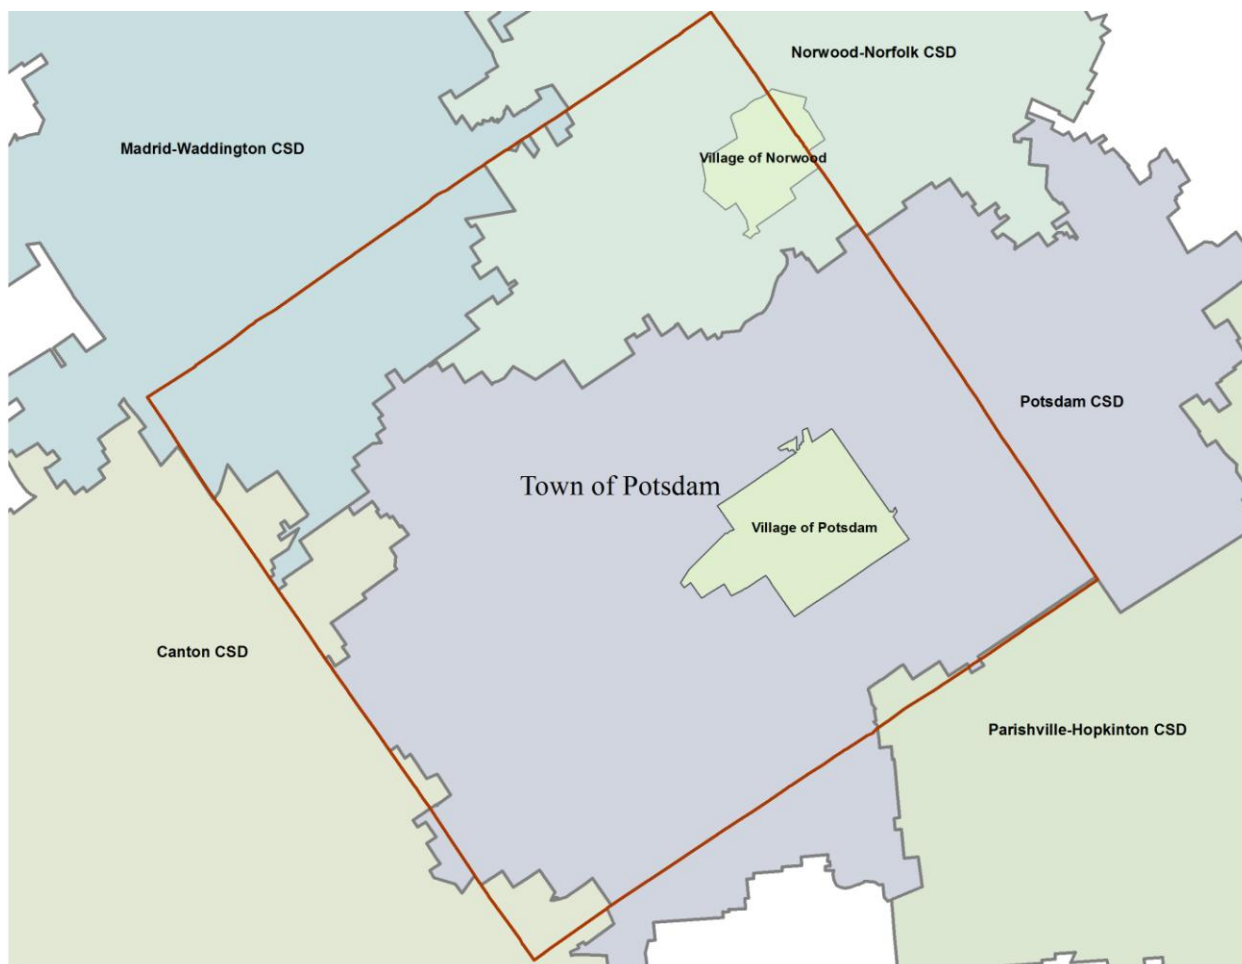 Norwood-Norfolk CSD
Madrid-Waddington CSD
Village of Norwood
Potsdam CSD
Town of Potsdam
Village of Potsdam
Canton CSD
Parishville-Hopkinton CSD